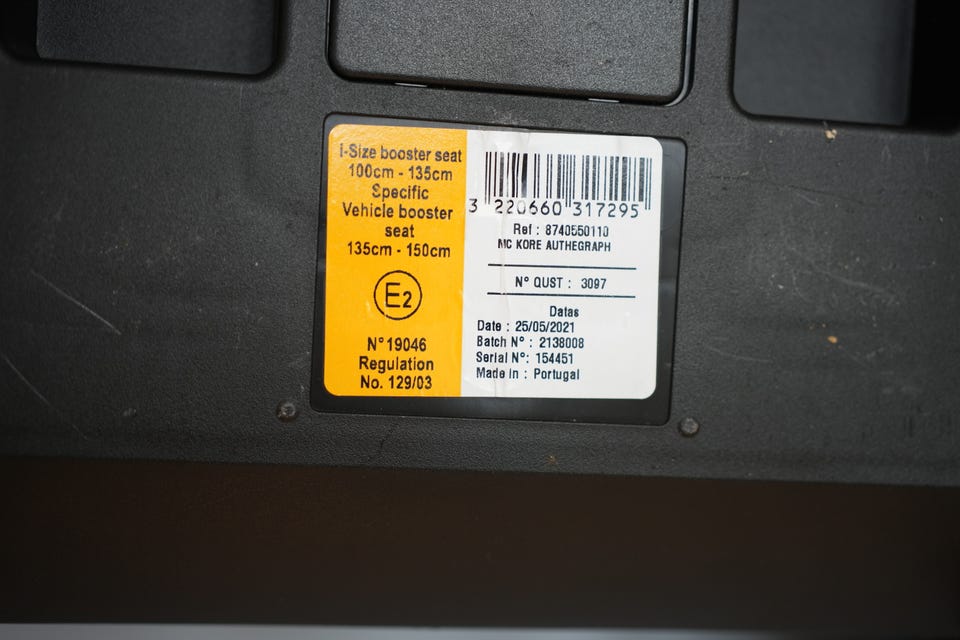 i-Size booster seat
100cm - 135cm
Specific
Vehicle booster
seat
135cm - 150cm
E2
N° 19046
Regulation
No. 129/03
3 220660 317295
Ref : 8740550110
MC KORE AUTHEGRAPH
N° QUST : 3097
Datas
Date : 25/05/2021
Batch N° : 2138008
Serial N°: 154451
Made in : Portugal